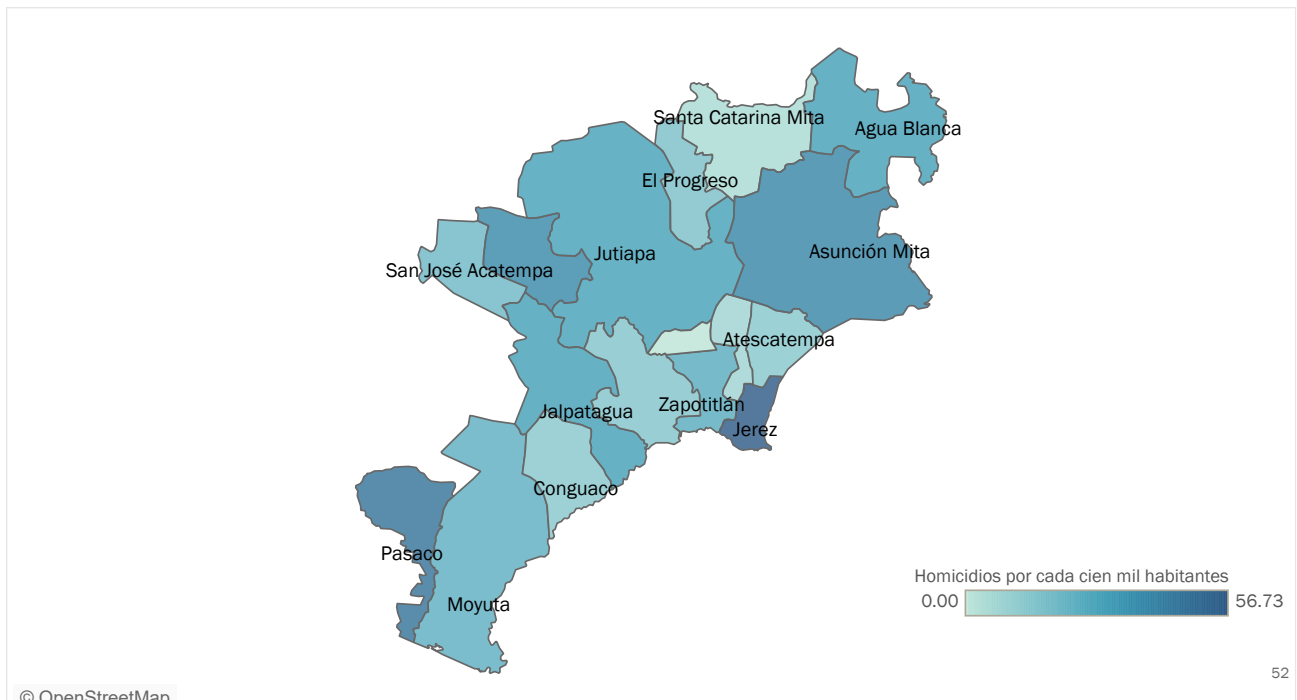 Santa Catarina Mita
Agua Blanca
El Progreso
Jutiapa
Asunción Mita
San José Acatempa
Atescatempa
Zapotitlán
Jalpatagua
Jerez
Conguaco
Pasaco
Moyuta
Homicidios por cada cien mil habitantes
0.00
56.73
52
© OpenStreetMap